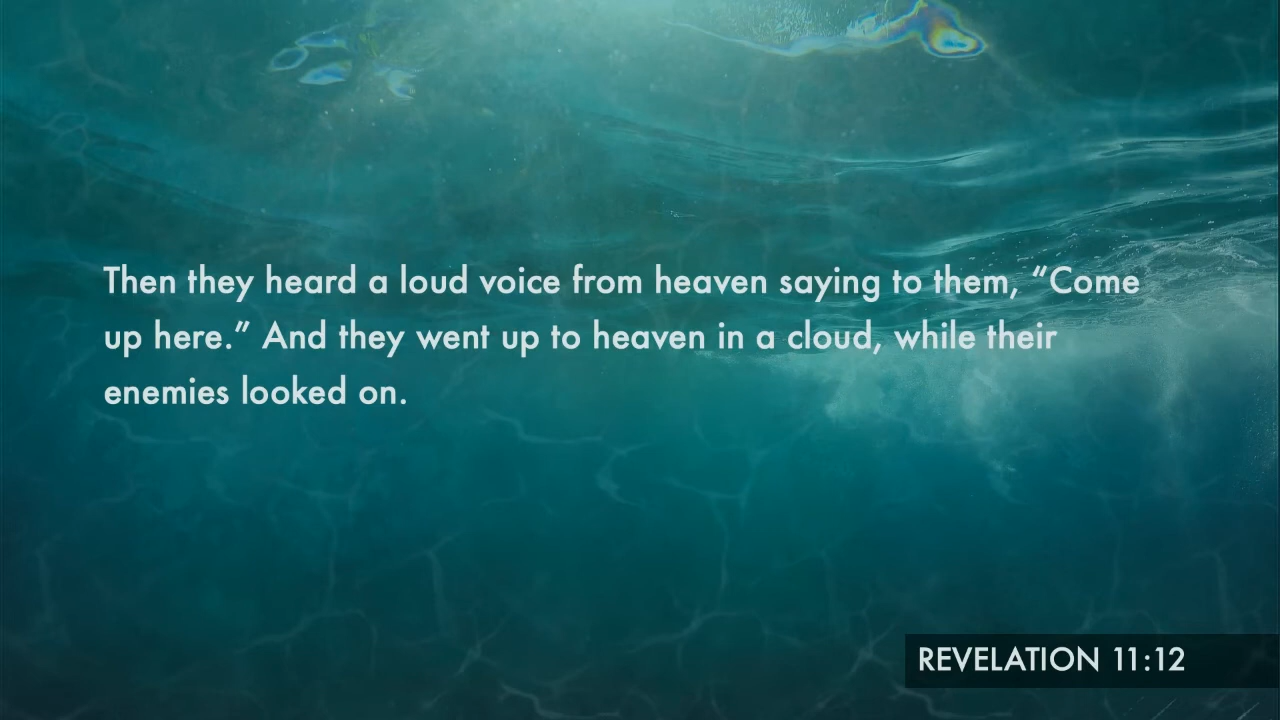 Then they heard a loud voice from heaven saying to them, “Come
up here.” And they went up to heaven in a cloud, while their
enemies looked on.
REVELATION 11:12